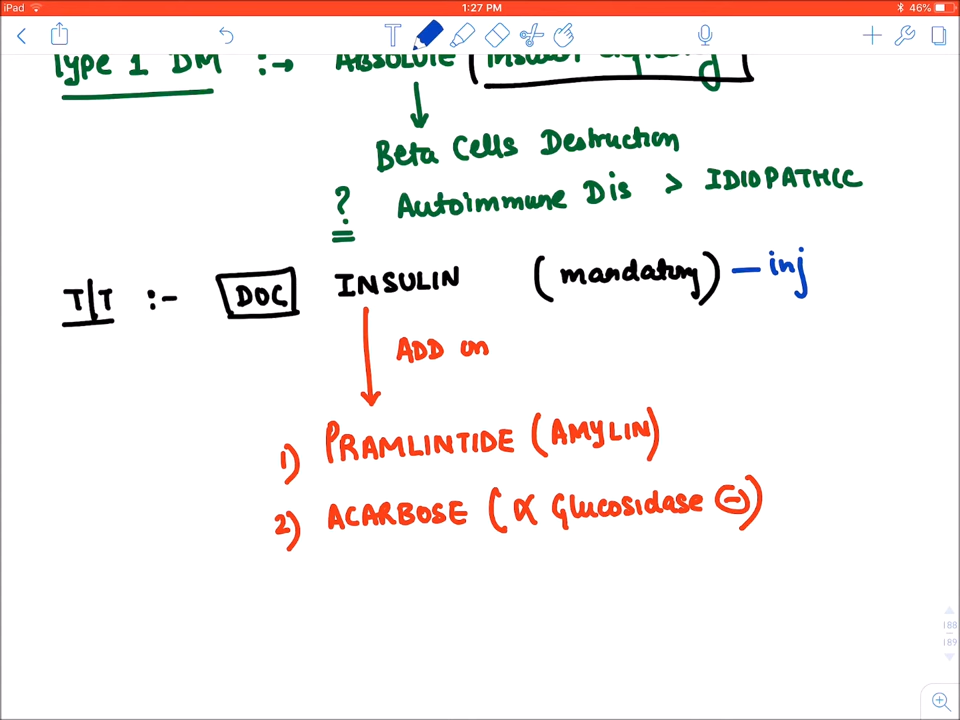 iPad 1:27 PM 46%
Type 1 DM :→ ABSOLUTE (Insulin
↓
Beta Cells Destruction
? Autoimmune Dis > IDIOPATHIC
T/T :- DOC INSULIN (mandatory) — inj
↓ ADD on
1) PRAMLINTIDE (AMYLIN)
2) ACARBOSE (α Glucosidase ⊖)
188
189